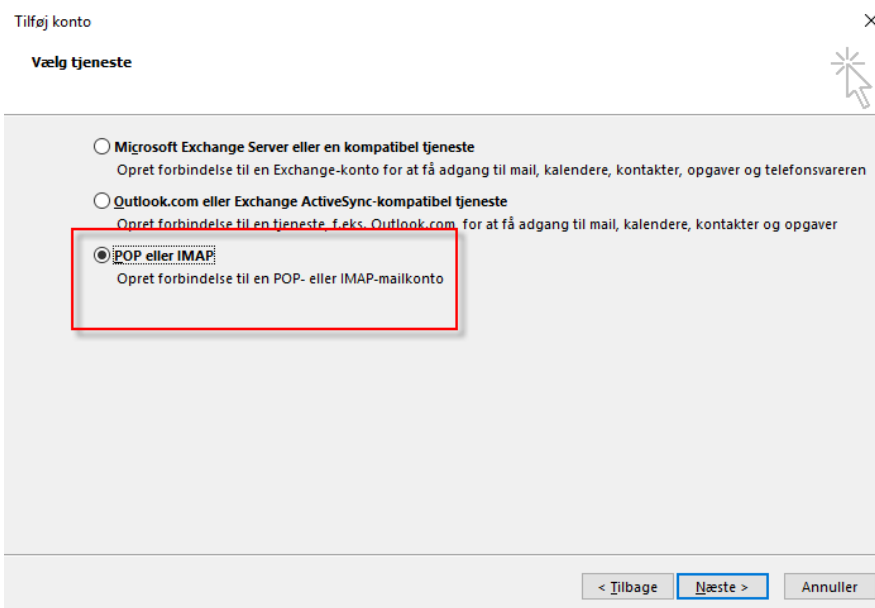 Tilføj konto
Vælg tjeneste
Microsoft Exchange Server eller en kompatibel tjeneste
Opret forbindelse til en Exchange-konto for at få adgang til mail, kalendere, kontakter, opgaver og telefonsvareren
Outlook.com eller Exchange ActiveSync-kompatibel tjeneste
Opret forbindelse til en tjeneste, f.eks. Outlook.com, for at få adgang til mail, kalendere, kontakter og opgaver
POP eller IMAP
Opret forbindelse til en POP- eller IMAP-mailkonto
< Tilbage Næste > Annuller